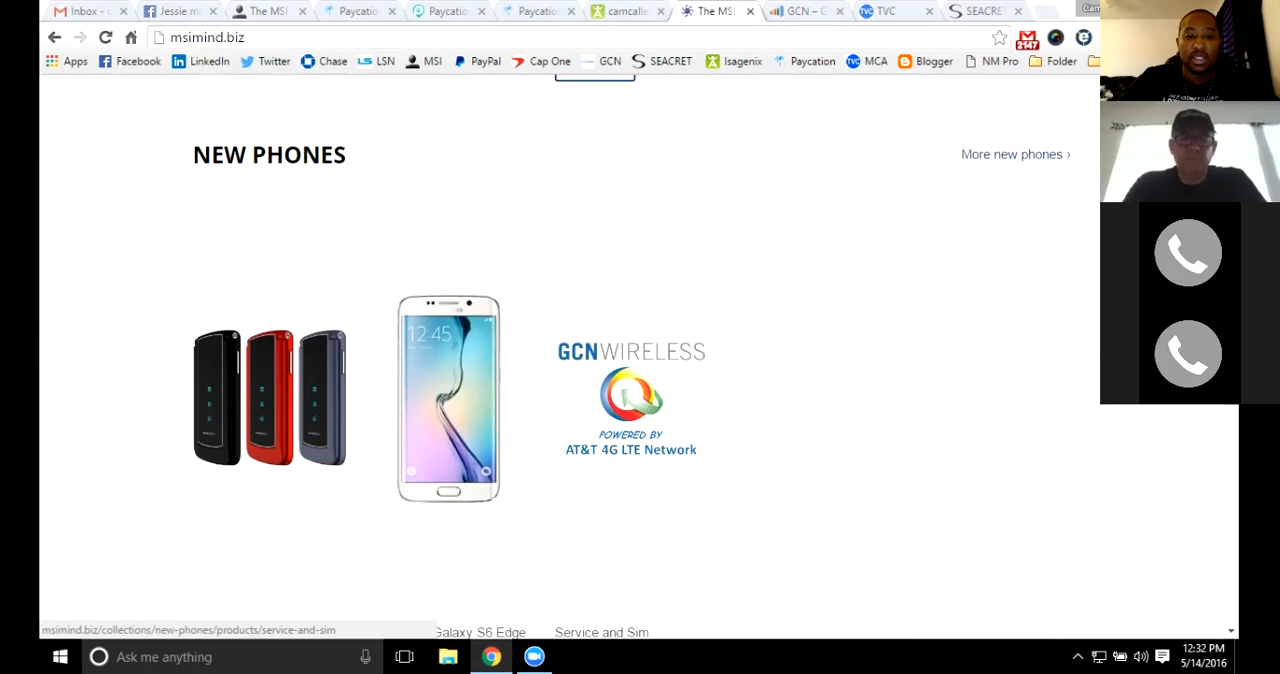 Inbox - c
Jessie m
The MSI
Paycatio
Paycatio
Paycatio
camcalle
The MSI
GCN – G
TVC
SEACRE
Cam
msimind.biz
2147
Apps
Facebook
LinkedIn
Twitter
Chase
LSN
MSI
PayPal
Cap One
GCN
SEACRET
Isagenix
Paycation
MCA
Blogger
NM Pro
Folder
NEW PHONES
More new phones ›
12:45
GCNWIRELESS
POWERED BY
AT&T 4G LTE Network
msimind.biz/collections/new-phones/products/service-and-sim
Galaxy S6 Edge
Service and Sim
Ask me anything
12:32 PM
5/14/2016